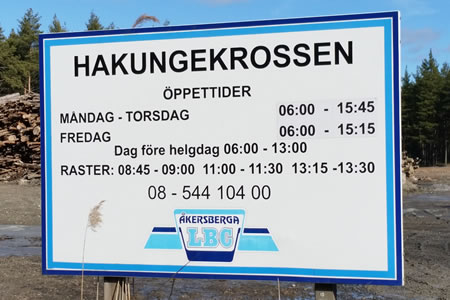 HAKUNGEKROSSEN
ÖPPETTIDER
MÅNDAG - TORSDAG 06:00 - 15:45
FREDAG 06:00 - 15:15
Dag före helgdag 06:00 - 13:00
RASTER: 08:45 - 09:00 11:00 - 11:30 13:15 -13:30
08 - 544 104 00
ÅKERSBERGA
LBC